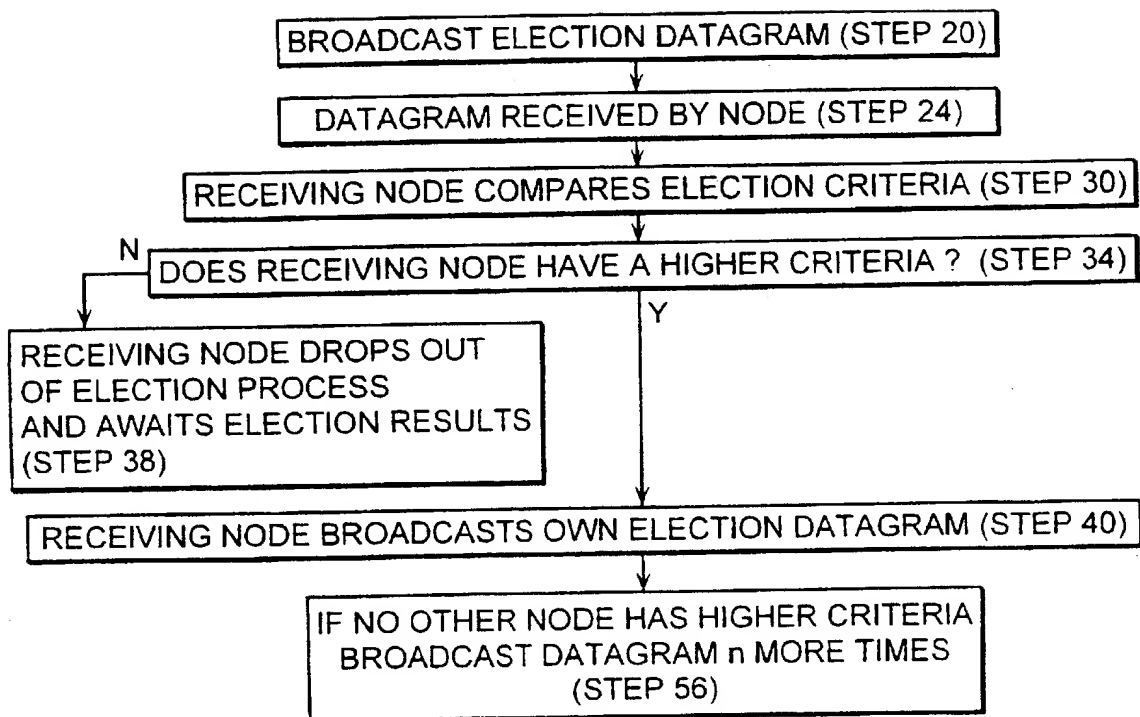 BROADCAST ELECTION DATAGRAM (STEP 20)
DATAGRAM RECEIVED BY NODE (STEP 24)
RECEIVING NODE COMPARES ELECTION CRITERIA (STEP 30)
N
DOES RECEIVING NODE HAVE A HIGHER CRITERIA ? (STEP 34)
Y
RECEIVING NODE DROPS OUT
OF ELECTION PROCESS
AND AWAITS ELECTION RESULTS
(STEP 38)
RECEIVING NODE BROADCASTS OWN ELECTION DATAGRAM (STEP 40)
IF NO OTHER NODE HAS HIGHER CRITERIA
BROADCAST DATAGRAM n MORE TIMES
(STEP 56)